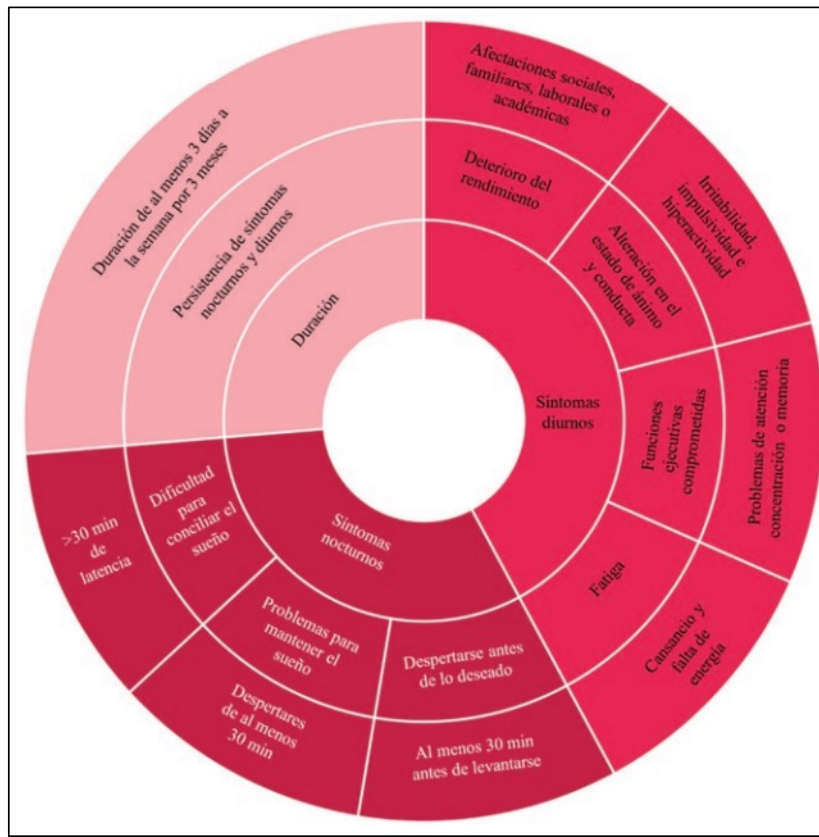 Afectaciones sociales,
familiares, laborales o
académicas
Deterioro del
rendimiento
Irritabilidad,
impulsividad e
hiperactividad
Alteración en el
estado de ánimo
y conducta
Síntomas
diurnos
Funciones
ejecutivas
comprometidas
Problemas de atención
concentración o memoria
Fatiga
Cansancio y
falta de
energía
Síntomas
nocturnos
Despertarse antes
de lo deseado
Al menos 30 min
antes de levantarse
Problemas para
mantener el
sueño
Despertares
de al menos
30 min
Dificultad
para
conciliar el
sueño
>30 min
de
latencia
Duración
Persistencia de síntomas
nocturnos y diurnos
Duración de al menos 3 días a
la semana por 3 meses